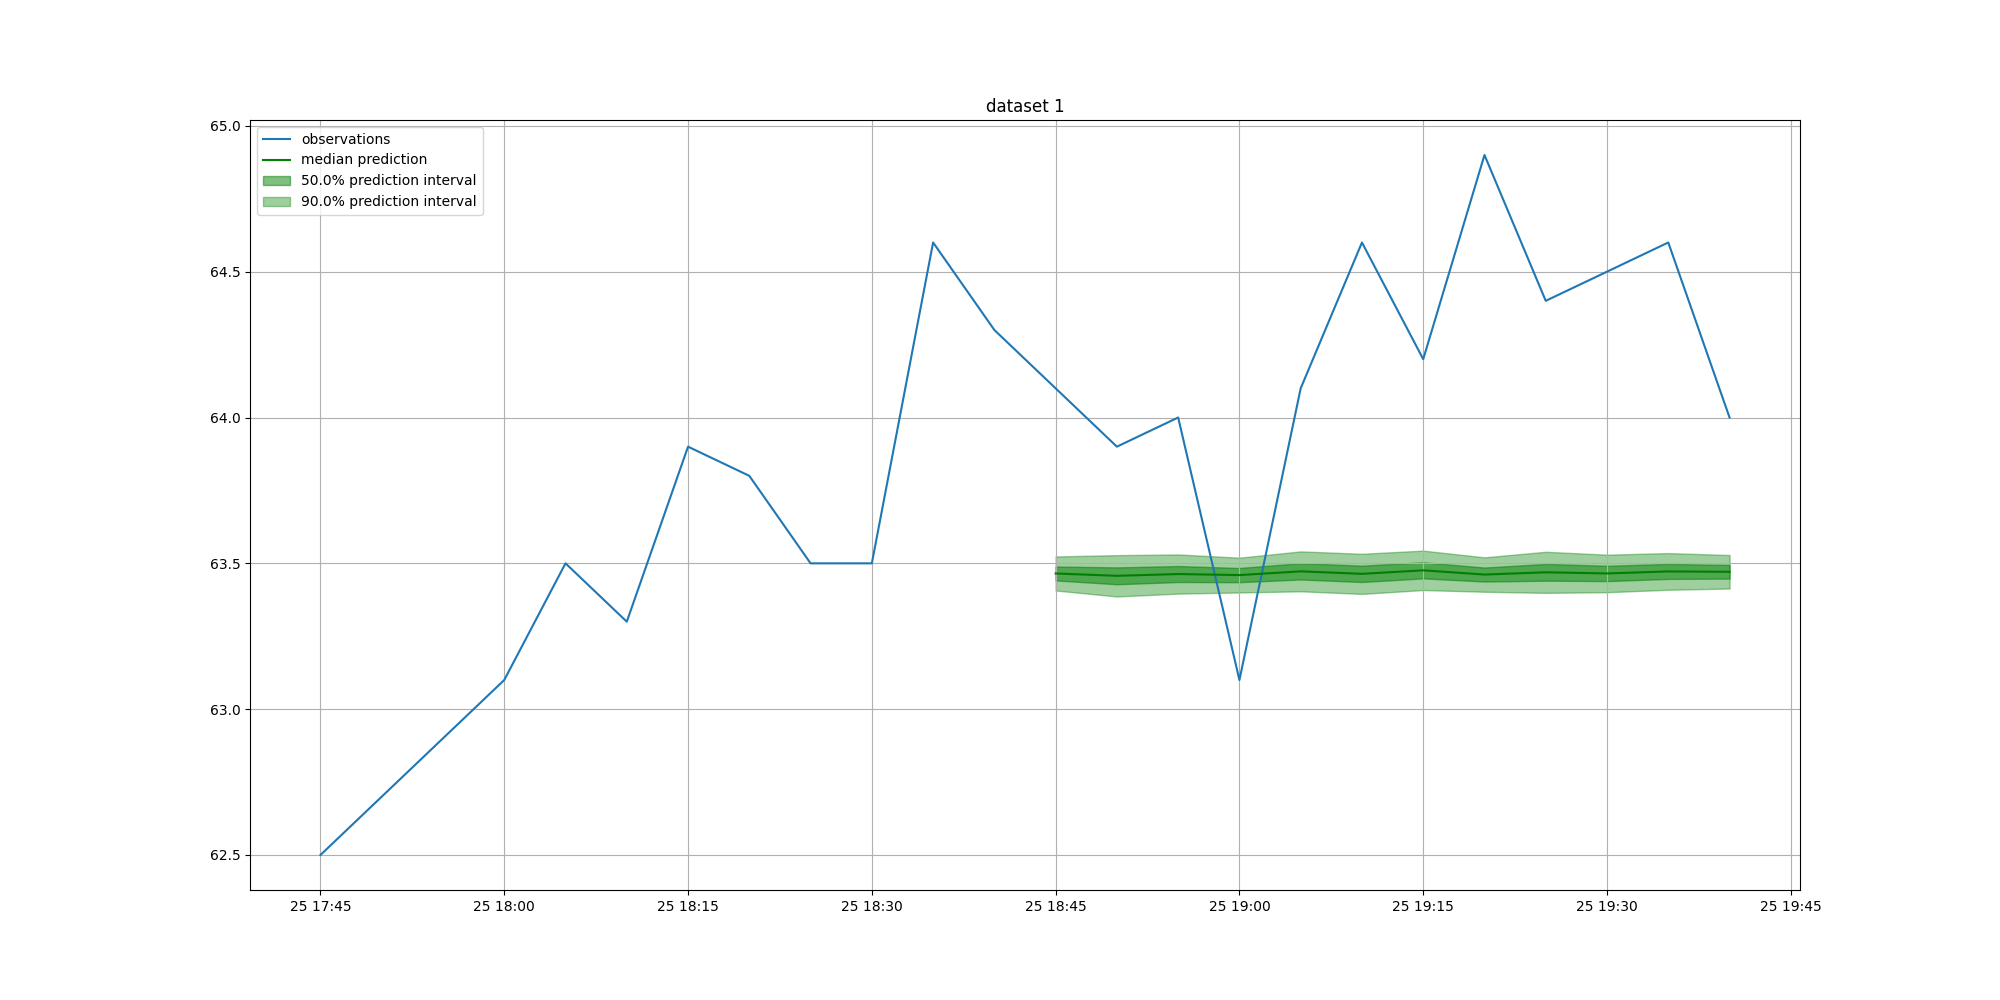 dataset 1
65.0
64.5
64.0
63.5
63.0
62.5
observations
median prediction
50.0% prediction interval
90.0% prediction interval
25 17:45 25 18:00 25 18:15 25 18:30 25 18:45 25 19:00 25 19:15 25 19:30 25 19:45